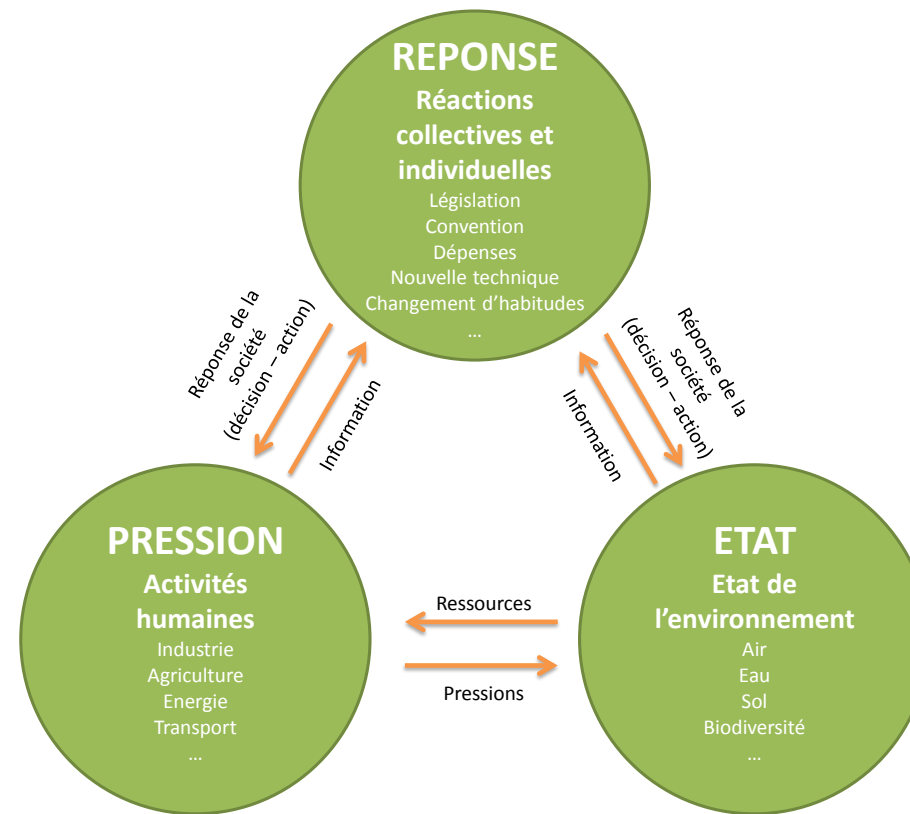 REPONSE
Réactions
collectives et
individuelles
Législation
Convention
Dépenses
Nouvelle technique
Changement d’habitudes
...
Réponse de la
société
(décision – action)
Information
Information
Réponse de la
société
(décision – action)
PRESSION
Activités
humaines
Industrie
Agriculture
Energie
Transport
...
Ressources
Pressions
ETAT
Etat de
l’environnement
Air
Eau
Sol
Biodiversité
...